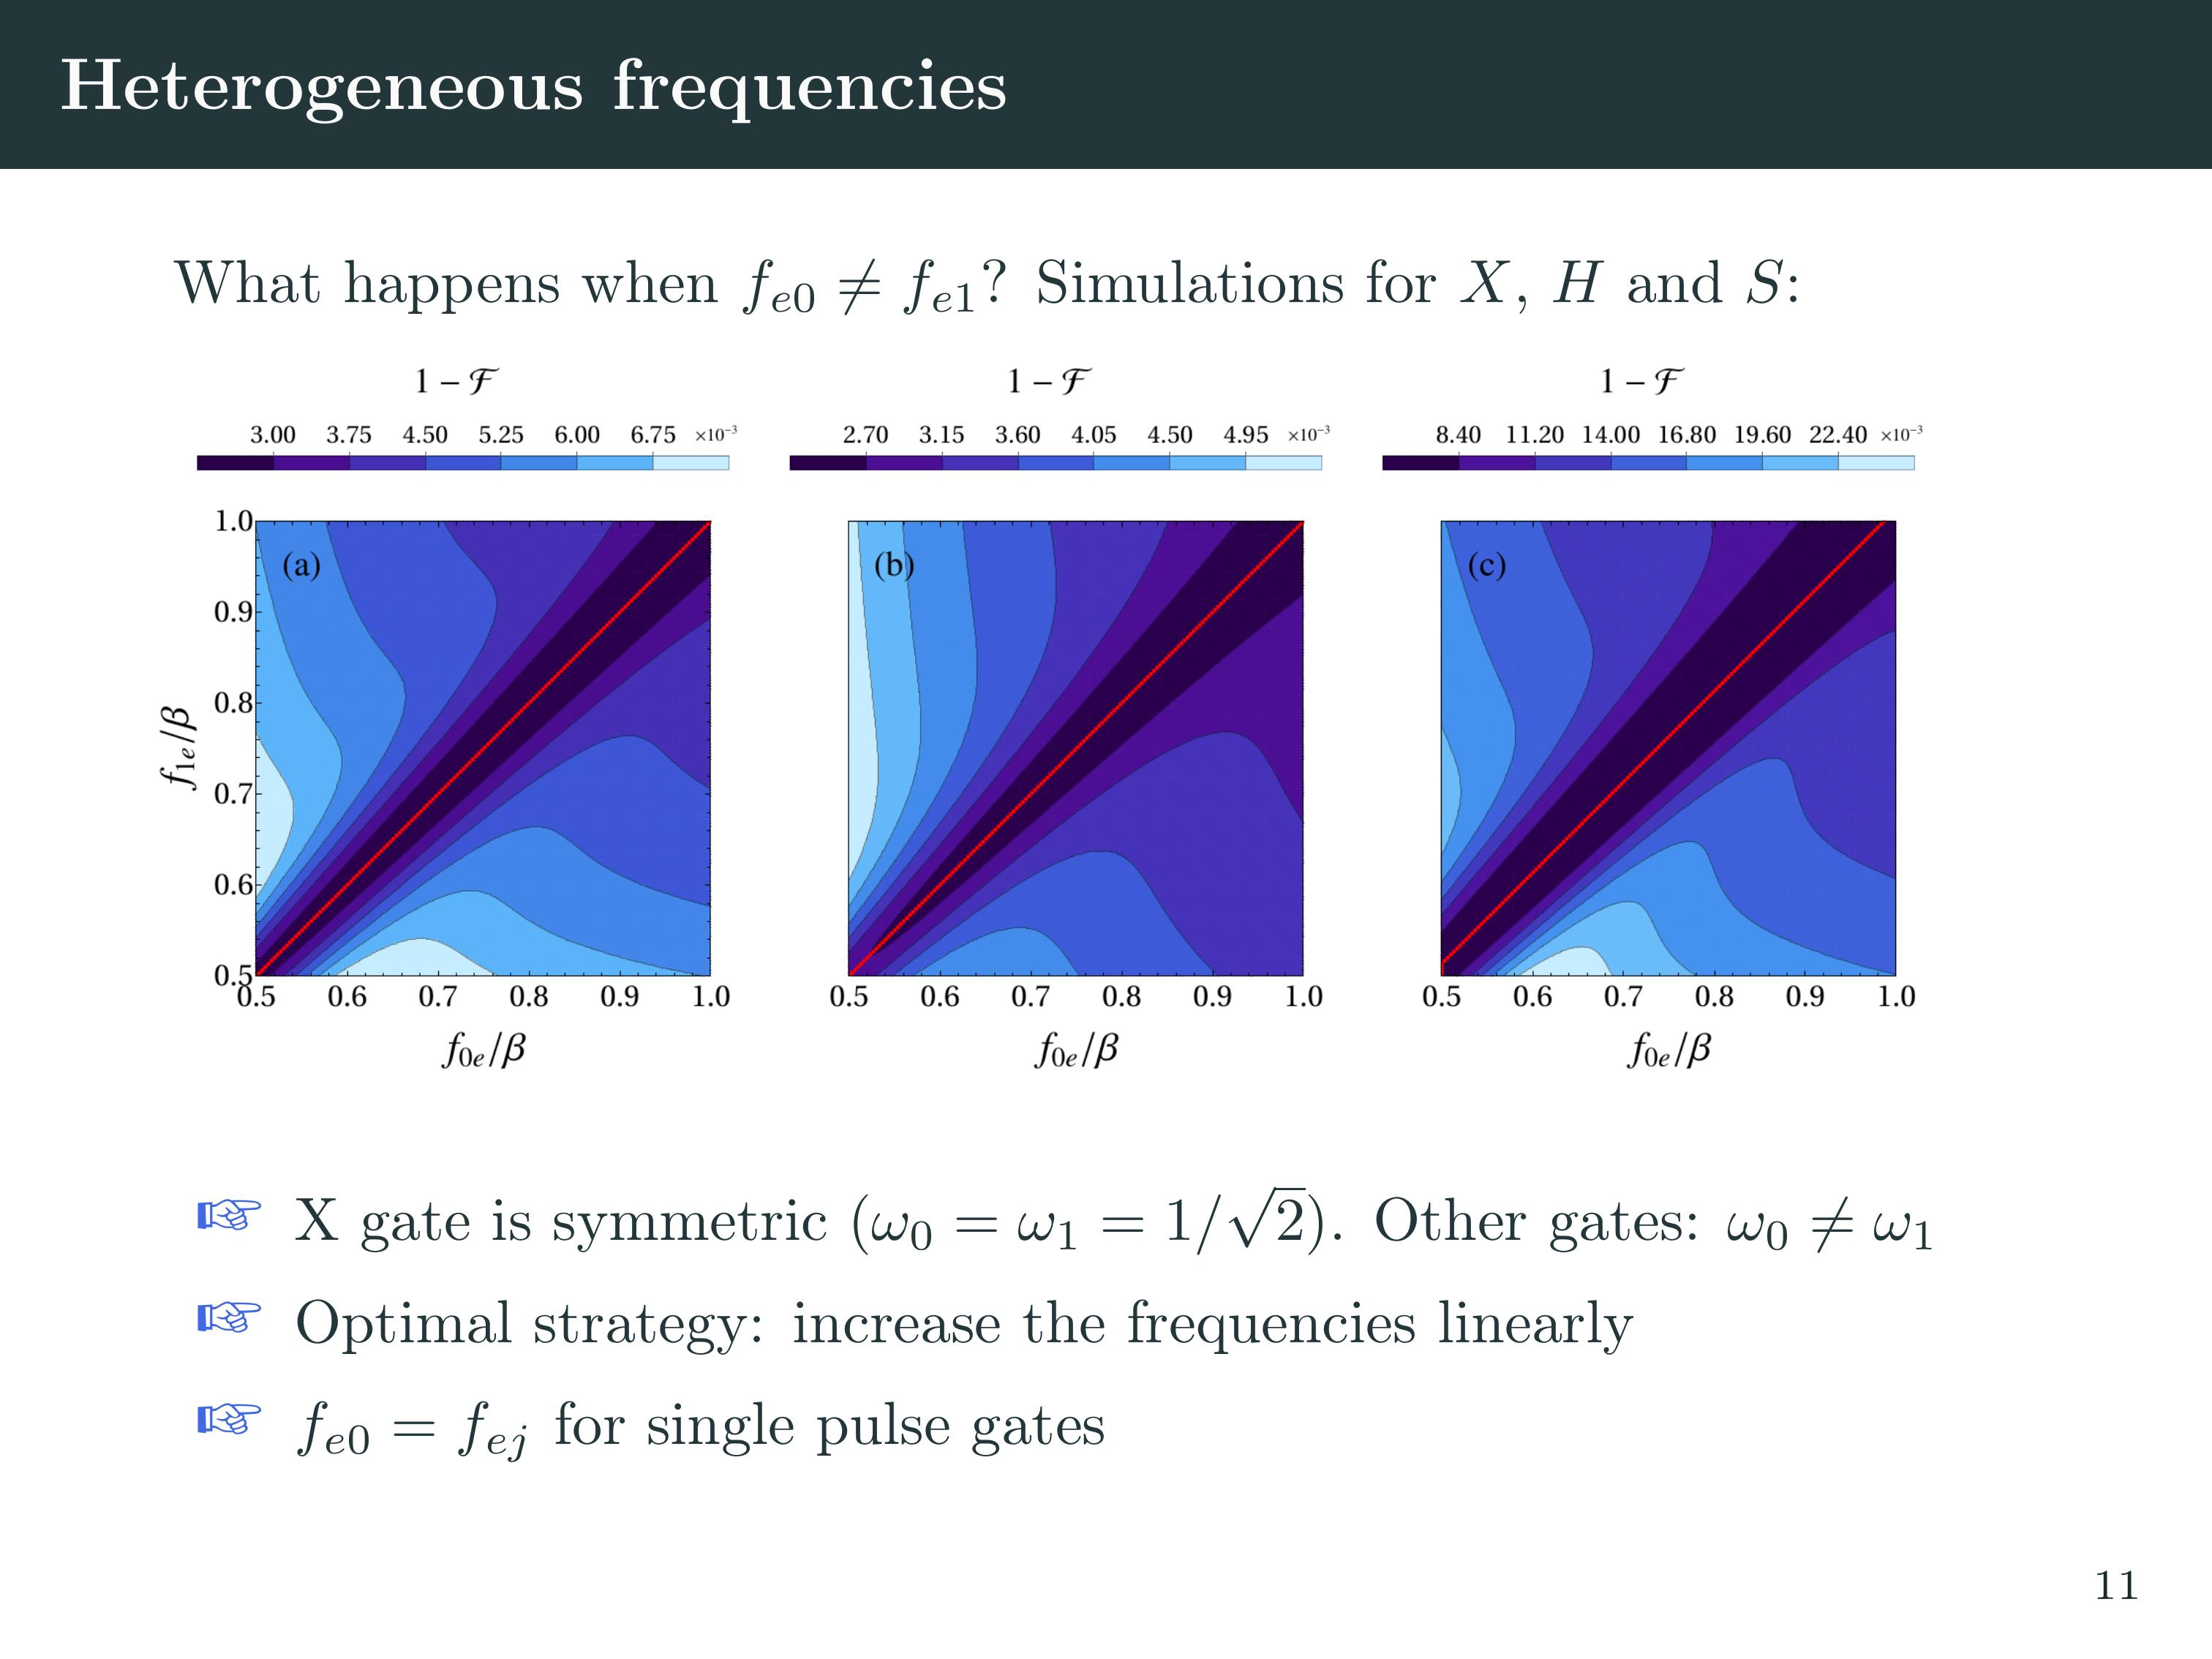 Heterogeneous frequencies
What happens when f_{e0} ≠ f_{e1}? Simulations for X, H and S:
1 – ℱ
1 – ℱ
1 – ℱ
3.00 3.75 4.50 5.25 6.00 6.75 ×10⁻³
2.70 3.15 3.60 4.05 4.50 4.95 ×10⁻³
8.40 11.20 14.00 16.80 19.60 22.40 ×10⁻³
1.0
0.9
0.8
0.7
0.6
0.5
f_{1e}/β
(a)
(b)
(c)
0.5 0.6 0.7 0.8 0.9 1.0
0.5 0.6 0.7 0.8 0.9 1.0
0.5 0.6 0.7 0.8 0.9 1.0
f_{0e}/β
f_{0e}/β
f_{0e}/β
☞ X gate is symmetric (ω₀ = ω₁ = 1/√2). Other gates: ω₀ ≠ ω₁
☞ Optimal strategy: increase the frequencies linearly
☞ f_{e0} = f_{ej} for single pulse gates
11